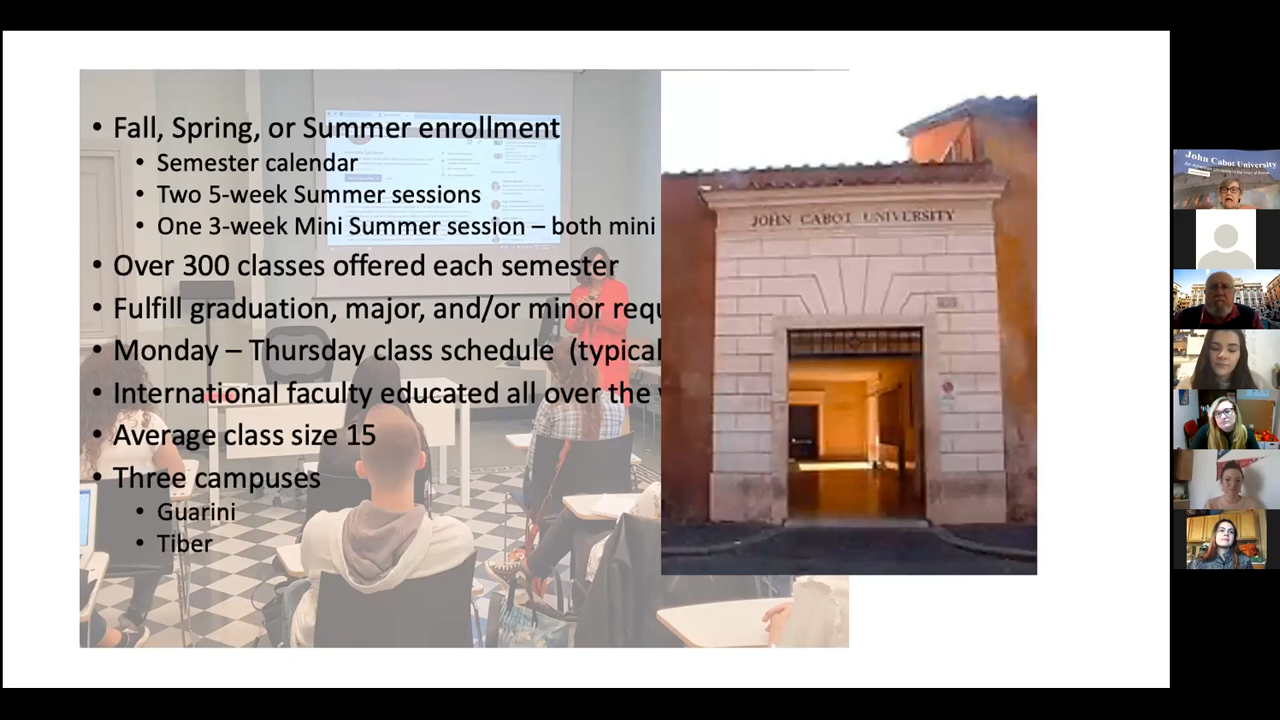 • Fall, Spring, or Summer enrollment
• Semester calendar
• Two 5-week Summer sessions
• One 3-week Mini Summer session – both mini
• Over 300 classes offered each semester
• Fulfill graduation, major, and/or minor requ
• Monday – Thursday class schedule (typical
• International faculty educated all over the
• Average class size 15
• Three campuses
• Guarini
• Tiber
JOHN CABOT UNIVERSITY
John Cabot University